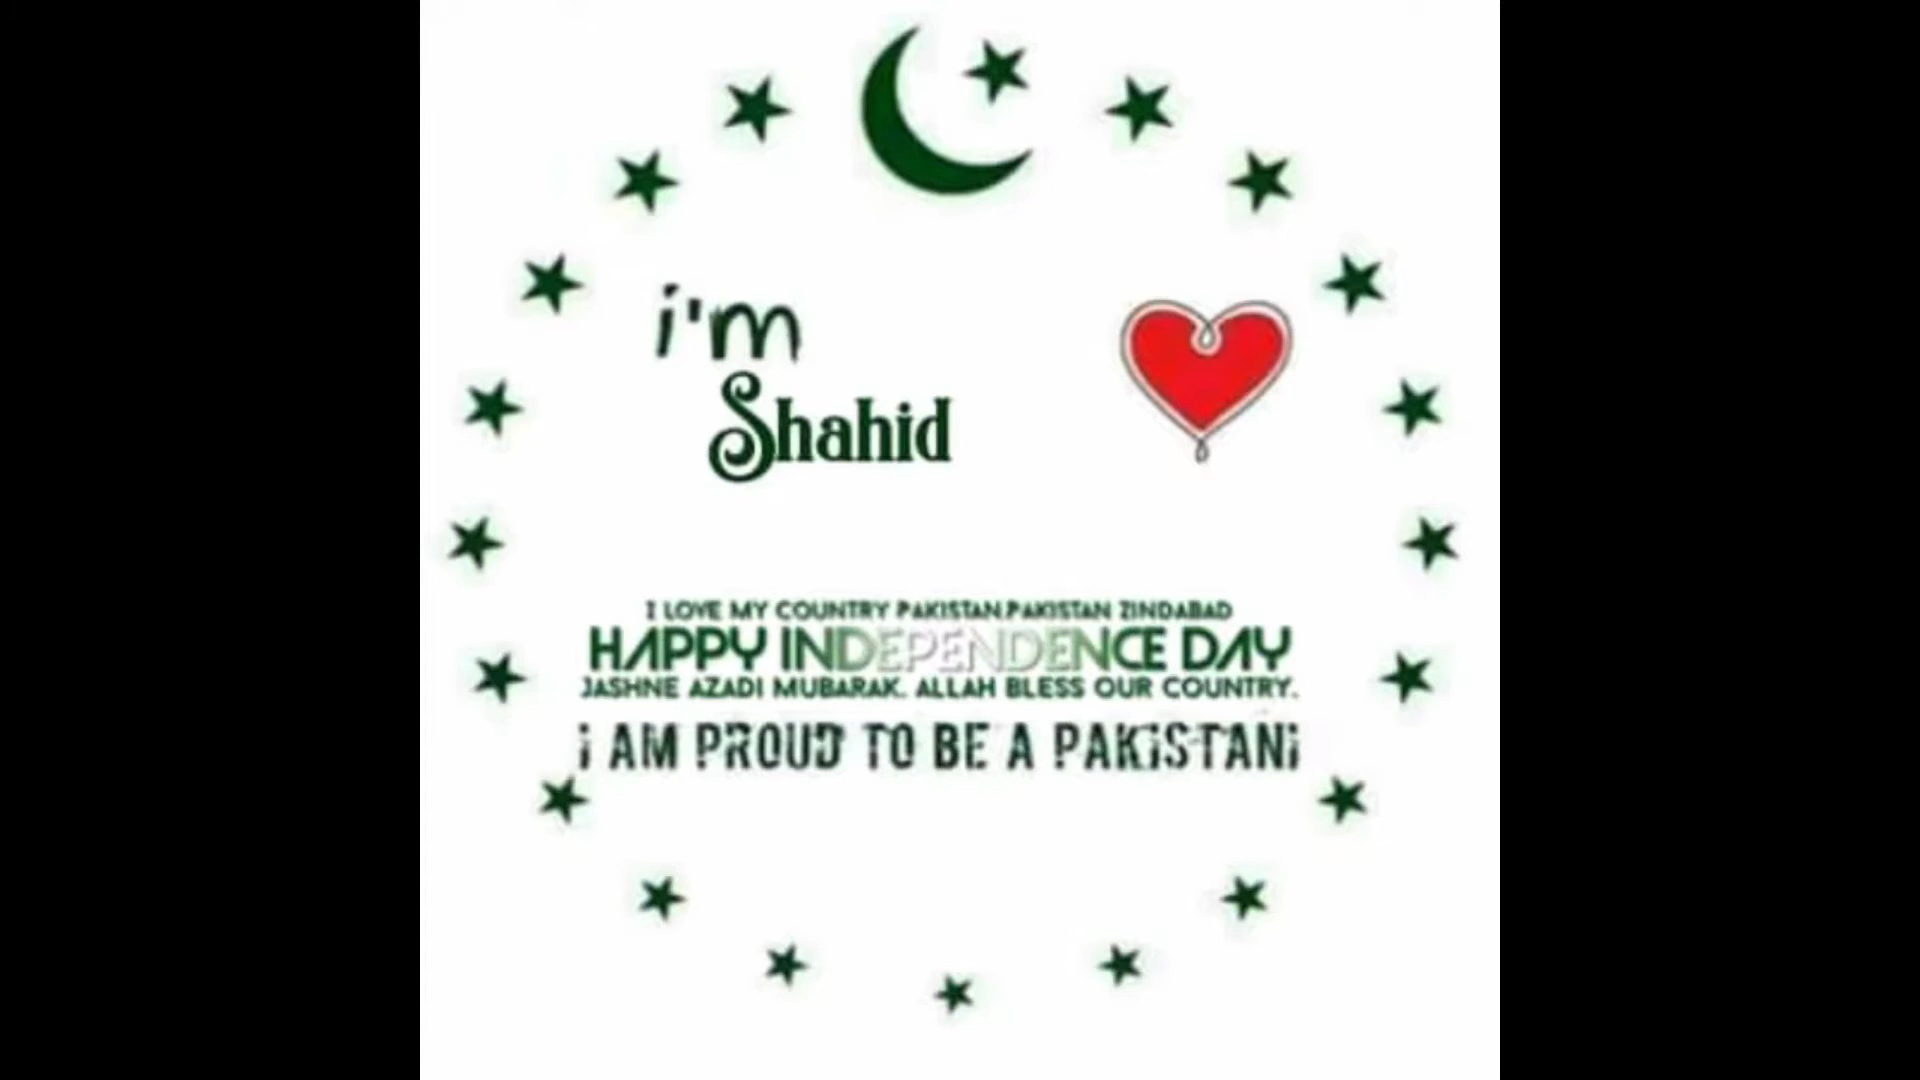 i'm
Shahid
I LOVE MY COUNTRY PAKISTAN.PAKISTAN ZINDABAD
HAPPY INDEPENDENCE DAY
JASHNE AZADI MUBARAK. ALLAH BLESS OUR COUNTRY.
i AM PROUD TO BE A PAKiSTANi